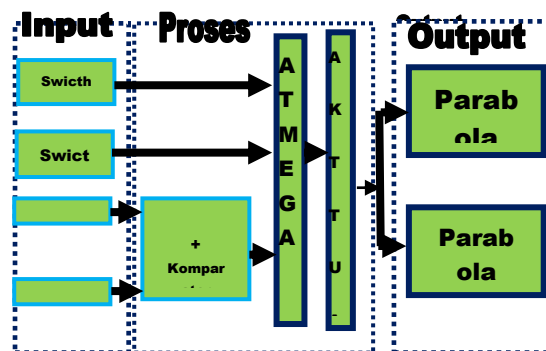 Input
Proses
Output
Swicth
Swict
+
Kompar
A
T
M
E
G
A
A
K
T
T
U
Parab
ola
Parab
ola